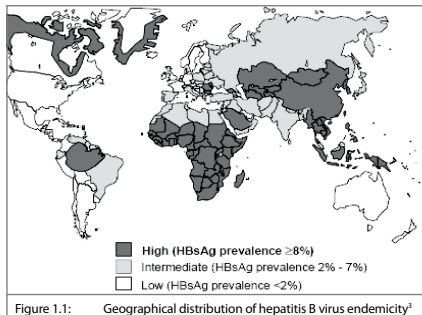 High (HBsAg prevalence ≥8%)
Intermediate (HBsAg prevalence 2% - 7%)
Low (HBsAg prevalence <2%)
Figure 1.1: Geographical distribution of hepatitis B virus endemicity³